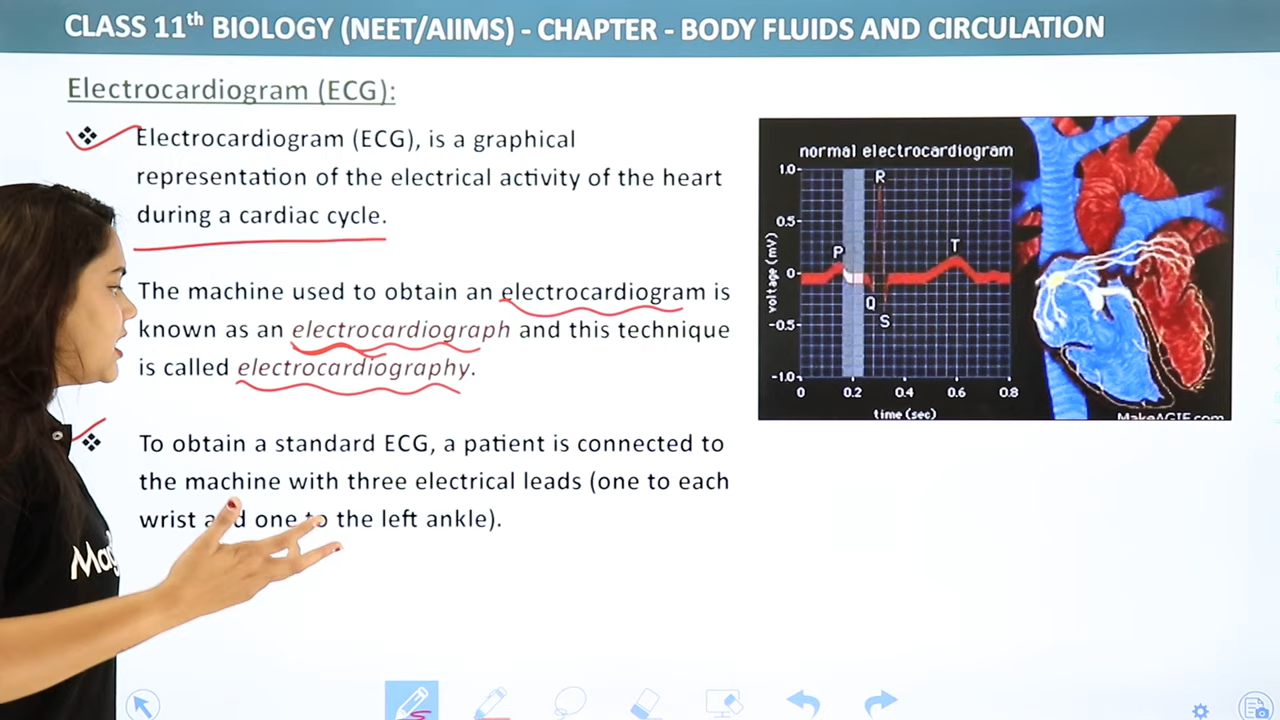 CLASS 11th BIOLOGY (NEET/AIIMS) - CHAPTER - BODY FLUIDS AND CIRCULATION
Electrocardiogram (ECG):
❖ Electrocardiogram (ECG), is a graphical
representation of the electrical activity of the heart
during a cardiac cycle.
The machine used to obtain an electrocardiogram is
known as an electrocardiograph and this technique
is called electrocardiography.
❖ To obtain a standard ECG, a patient is connected to
the machine with three electrical leads (one to each
wrist and one to the left ankle).
normal electrocardiogram
voltage (mV)
1.0
0.5
0
-0.5
-1.0
P
Q
R
S
T
0 0.2 0.4 0.6 0.8
time (sec)
MakeAGIF.com